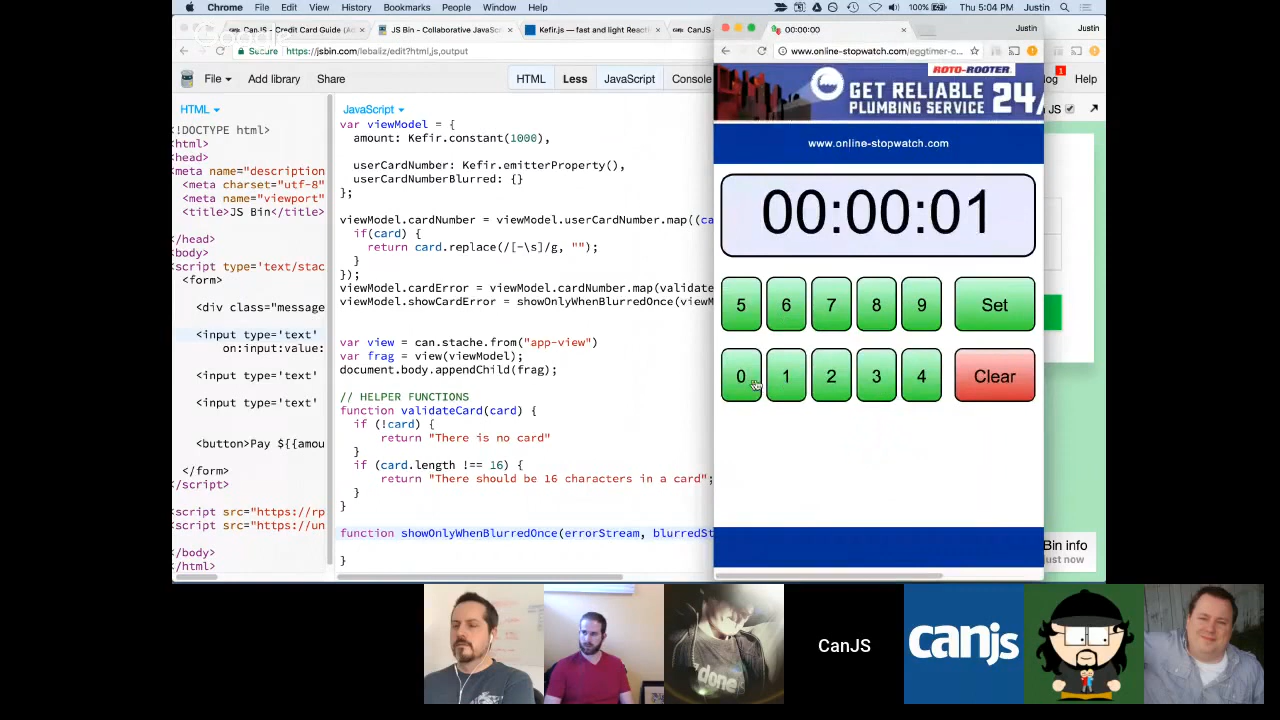 Chrome File Edit View History Bookmarks People Window Help
Thu 5:04 PM Justin
CanJS - Credit Card Guide (A
JS Bin - Collaborative JavaSc
Kefir.js — fast and light Reacti
CanJS
00:00:00
Justin
Justin
Secure https://jsbin.com/lebaliz/edit?html,js,output
www.online-stopwatch.com/eggtimer-c
File
Add library
Share
HTML
Less
JavaScript
Console
Help
1
HTML
JavaScript
JS
<!DOCTYPE html>
<html>
<head>
<meta name="description
<meta charset="utf-8"
<meta name="viewport"
<title>JS Bin</title>
</head>
<body>
<script type='text/stac
<form>
<div class="message
<input type='text'
on:input:value:
<input type='text'
<input type='text'
<button>Pay ${{amou
</form>
</script>
<script src="https://rp
<script src="https://un
</body>
</html>
var viewModel = {
amount: Kefir.constant(1000),
userCardNumber: Kefir.emitterProperty(),
userCardNumberBlurred: {}
};
viewModel.cardNumber = viewModel.userCardNumber.map((ca
if(card) {
return card.replace(/[-\s]/g, "");
}
});
viewModel.cardError = viewModel.cardNumber.map(validate
viewModel.showCardError = showOnlyWhenBlurredOnce(viewM
var view = can.stache.from("app-view")
var frag = view(viewModel);
document.body.appendChild(frag);
// HELPER FUNCTIONS
function validateCard(card) {
if (!card) {
return "There is no card"
}
if (card.length !== 16) {
return "There should be 16 characters in a card";
}
}
function showOnlyWhenBlurredOnce(errorStream, blurredSt
}
ROTO-ROOTER
GET RELIABLE
PLUMBING SERVICE 24/
www.online-stopwatch.com
00:00:01
5 6 7 8 9 Set
0 1 2 3 4 Clear
Bin info
just now
done
CanJS
canjs